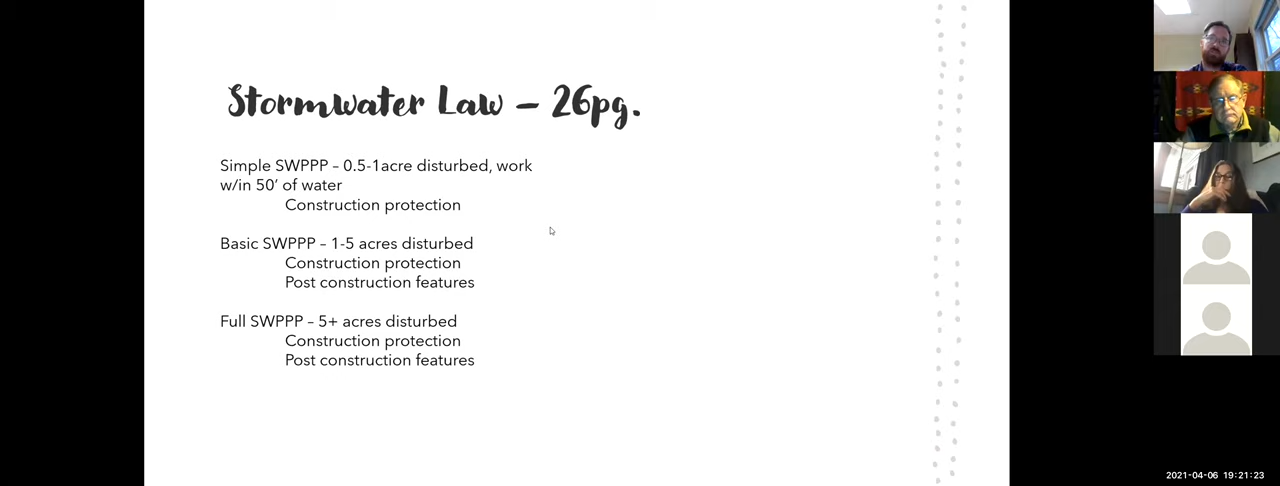 Stormwater Law – 26pg.
Simple SWPPP – 0.5-1acre disturbed, work
w/in 50’ of water
Construction protection
Basic SWPPP – 1-5 acres disturbed
Construction protection
Post construction features
Full SWPPP – 5+ acres disturbed
Construction protection
Post construction features
2021-04-06 19:21:23